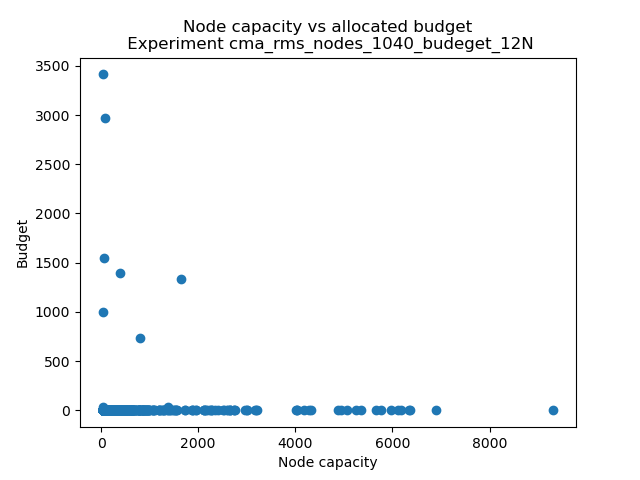 Node capacity vs allocated budget
Experiment cma_rms_nodes_1040_budeget_12N
3500
3000
2500
2000
1500
1000
500
0
Budget
0 2000 4000 6000 8000
Node capacity